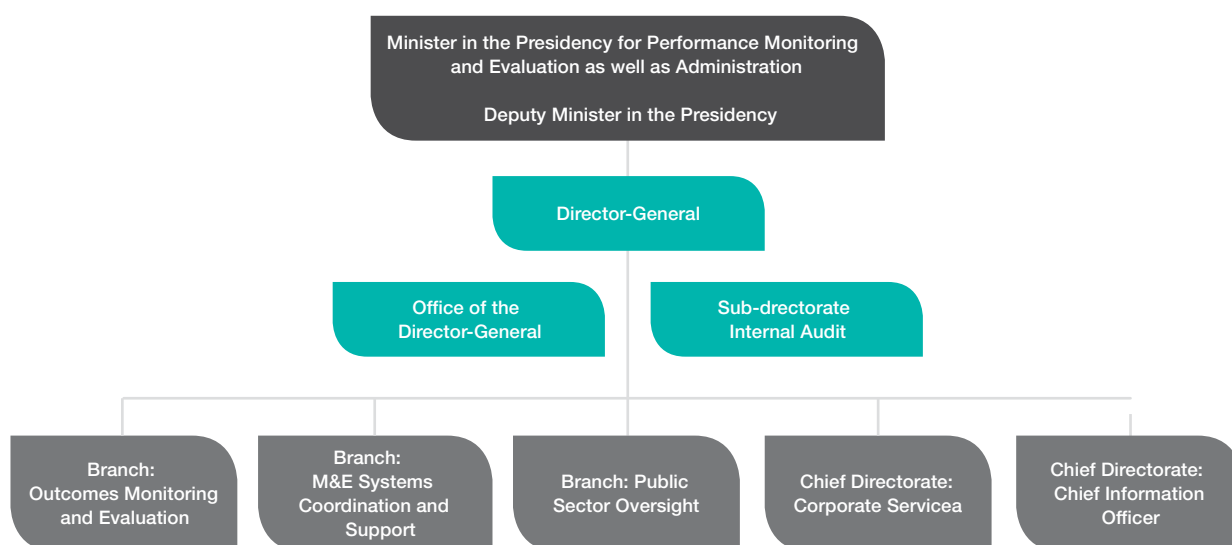 Minister in the Presidency for Performance Monitoring
and Evaluation as well as Administration
Deputy Minister in the Presidency
Director-General
Office of the
Director-General
Sub-drectorate
Internal Audit
Branch:
Outcomes Monitoring
and Evaluation
Branch:
M&E Systems
Coordination and
Support
Branch: Public
Sector Oversight
Chief Directorate:
Corporate Servicea
Chief Directorate:
Chief Information
Officer